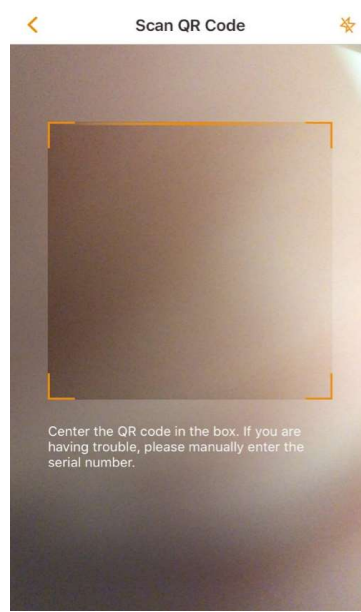 Scan QR Code
Center the QR code in the box. If you are
having trouble, please manually enter the
serial number.